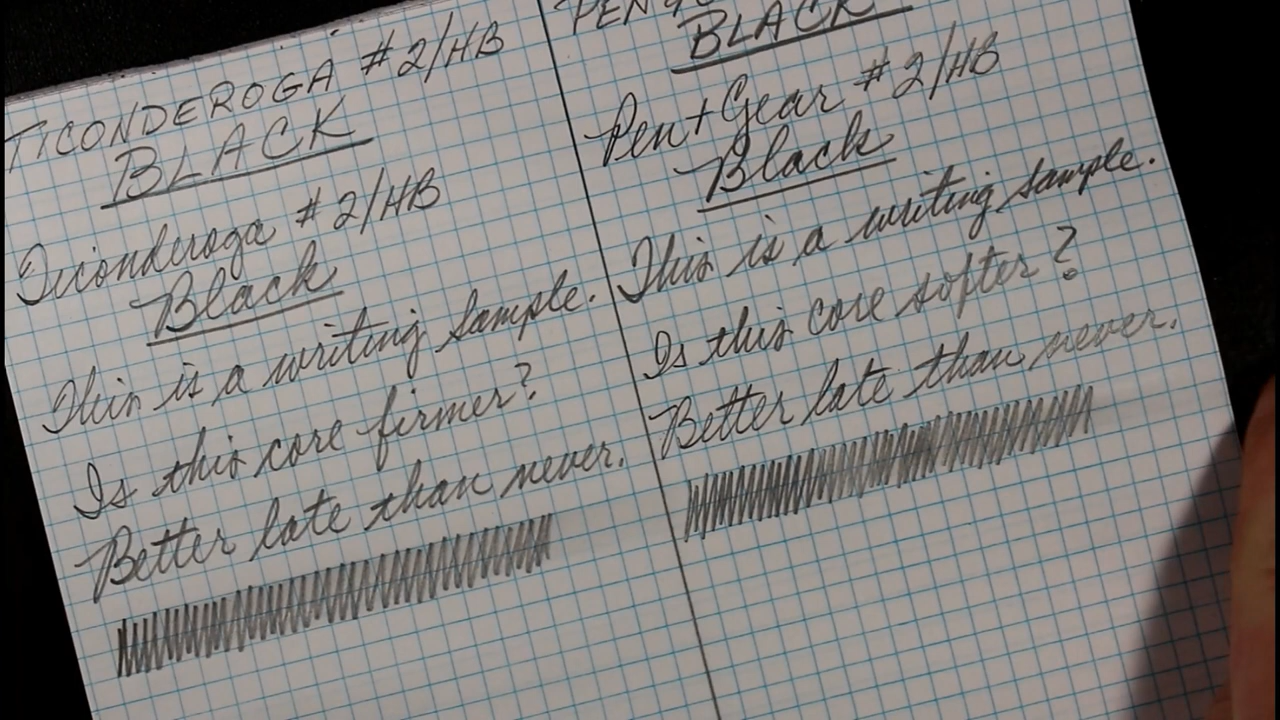 TICONDEROGA #2/HB
BLACK
Ticonderoga #2/HB
Black
This is a writing sample.
Is this core firmer?
Better late than never.
BLACK
Pen+Gear #2/HB
Black
This is a writing sample.
Is this core softer?
Better late than never.